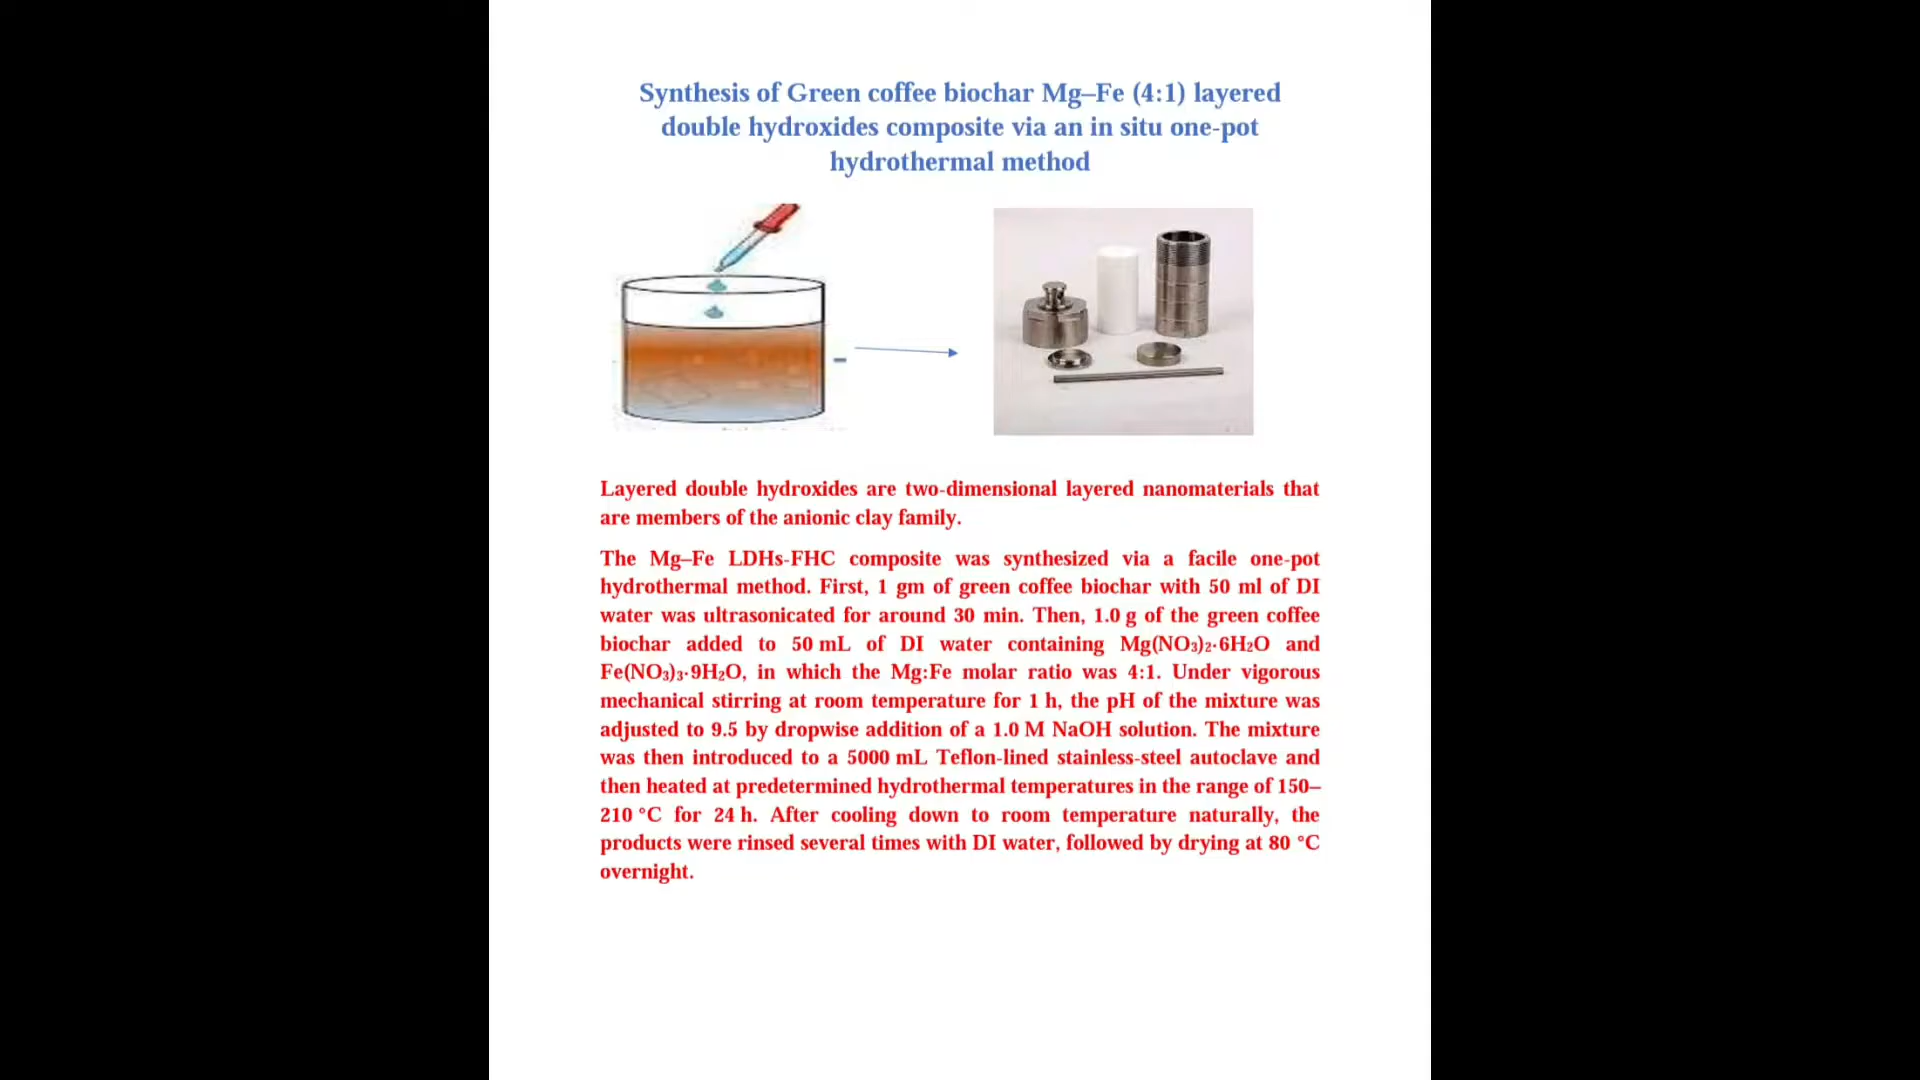 Synthesis of Green coffee biochar Mg–Fe (4:1) layered
double hydroxides composite via an in situ one-pot
hydrothermal method
Layered double hydroxides are two-dimensional layered nanomaterials that
are members of the anionic clay family.
The Mg–Fe LDHs-FHC composite was synthesized via a facile one-pot
hydrothermal method. First, 1 gm of green coffee biochar with 50 ml of DI
water was ultrasonicated for around 30 min. Then, 1.0 g of the green coffee
biochar added to 50 mL of DI water containing Mg(NO₃)₂·6H₂O and
Fe(NO₃)₃·9H₂O, in which the Mg:Fe molar ratio was 4:1. Under vigorous
mechanical stirring at room temperature for 1 h, the pH of the mixture was
adjusted to 9.5 by dropwise addition of a 1.0 M NaOH solution. The mixture
was then introduced to a 5000 mL Teflon-lined stainless-steel autoclave and
then heated at predetermined hydrothermal temperatures in the range of 150–
210 °C for 24 h. After cooling down to room temperature naturally, the
products were rinsed several times with DI water, followed by drying at 80 °C
overnight.